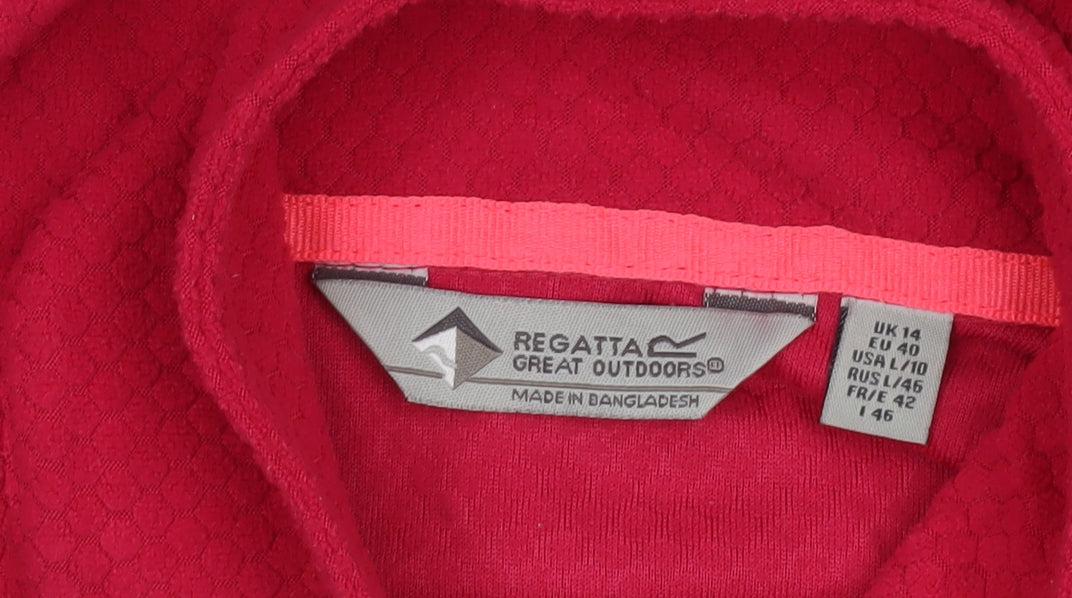 REGATTA
GREAT OUTDOORS
MADE IN BANGLADESH
UK 14
EU 40
USA L/10
RUS L/46
FR/E 42
I 46